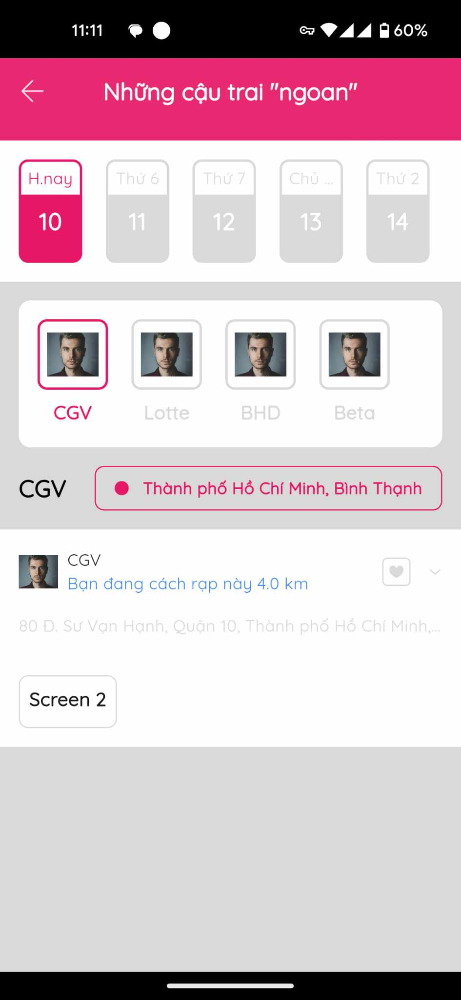 11:11 60%
Những cậu trai "ngoan"
H.nay Thứ 6 Thứ 7 Chủ ... Thứ 2
10 11 12 13 14
CGV Lotte BHD Beta
CGV Thành phố Hồ Chí Minh, Bình Thạnh
CGV
Bạn đang cách rạp này 4.0 km
80 Đ. Sư Vạn Hạnh, Quận 10, Thành phố Hồ Chí Minh,...
Screen 2